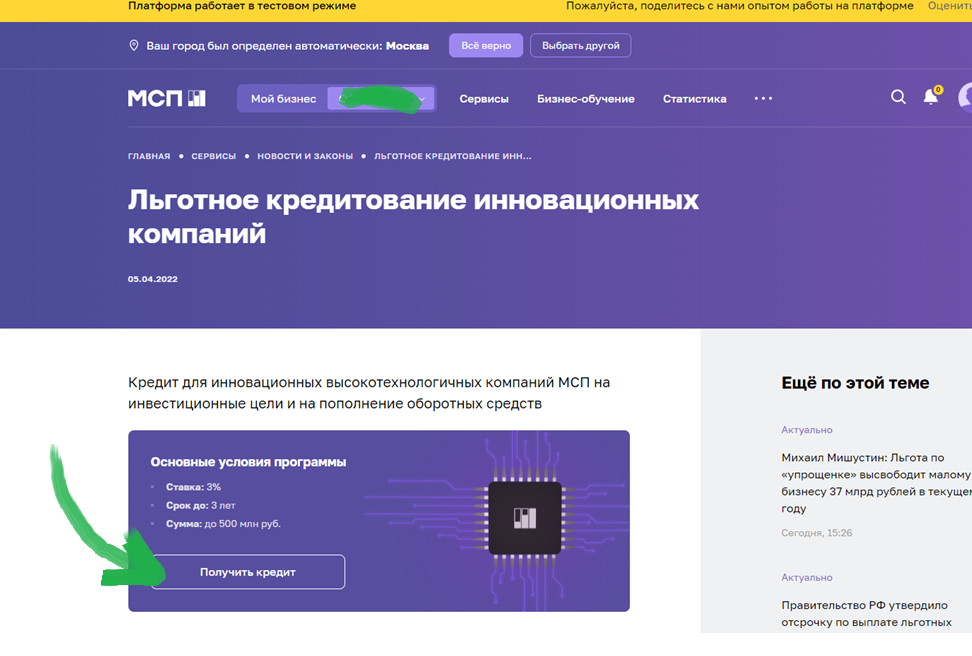 Платформа работает в тестовом режиме
Пожалуйста, поделитесь с нами опытом работы на платформе
Ваш город был определен автоматически: Москва
Всё верно
Выбрать другой
МСП
Мой бизнес
Сервисы
Бизнес-обучение
Статистика
0
ГЛАВНАЯ • СЕРВИСЫ • НОВОСТИ И ЗАКОНЫ • ЛЬГОТНОЕ КРЕДИТОВАНИЕ ИНН...
Льготное кредитование инновационных
компаний
05.04.2022
Кредит для инновационных высокотехнологичных компаний МСП на
инвестиционные цели и на пополнение оборотных средств
Основные условия программы
Ставка: 3%
Срок до: 3 лет
Сумма: до 500 млн руб.
Получить кредит
Ещё по этой теме
Актуально
Михаил Мишустин: Льгота по
«упрощенке» высвободит малому
бизнесу 37 млрд рублей в
году
Сегодня, 15:26
Актуально
Правительство РФ утвердило
отсрочку по выплате льготных